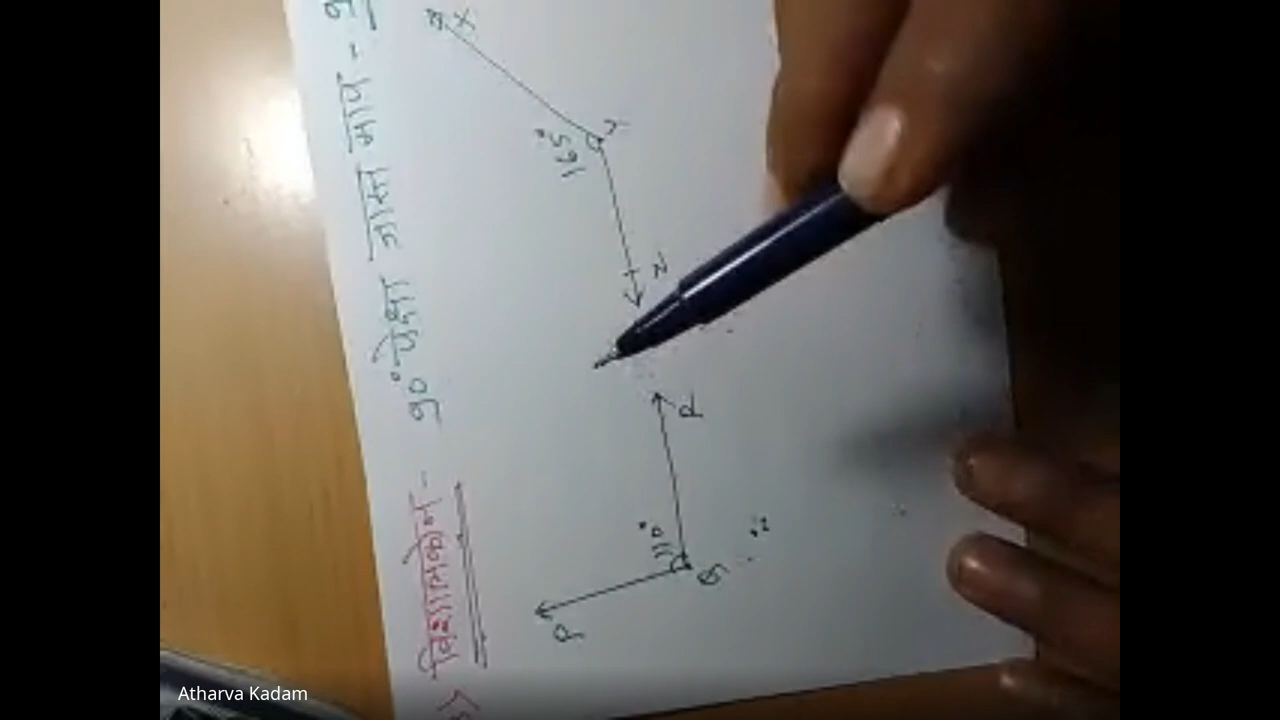 विशालकोन - 90° पेक्षा जास्त माप -
P
110°
Q
R
X
165°
Y
Z
Atharva Kadam